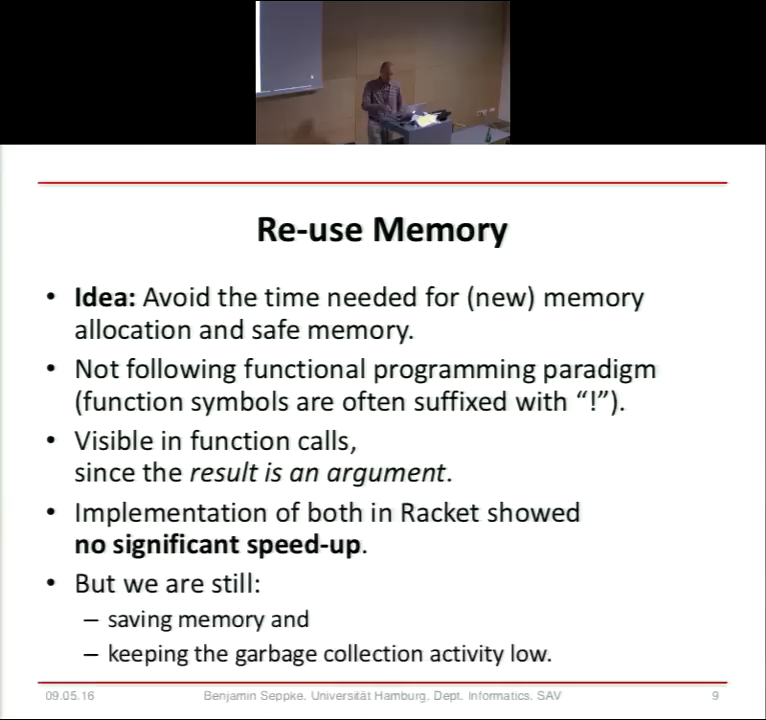 Re-use Memory
• Idea: Avoid the time needed for (new) memory
allocation and safe memory.
• Not following functional programming paradigm
(function symbols are often suffixed with “!”).
• Visible in function calls,
since the result is an argument.
• Implementation of both in Racket showed
no significant speed-up.
• But we are still:
– saving memory and
– keeping the garbage collection activity low.
09.05.16 Benjamin Seppke, Universität Hamburg, Dept. Informatics, SAV 9